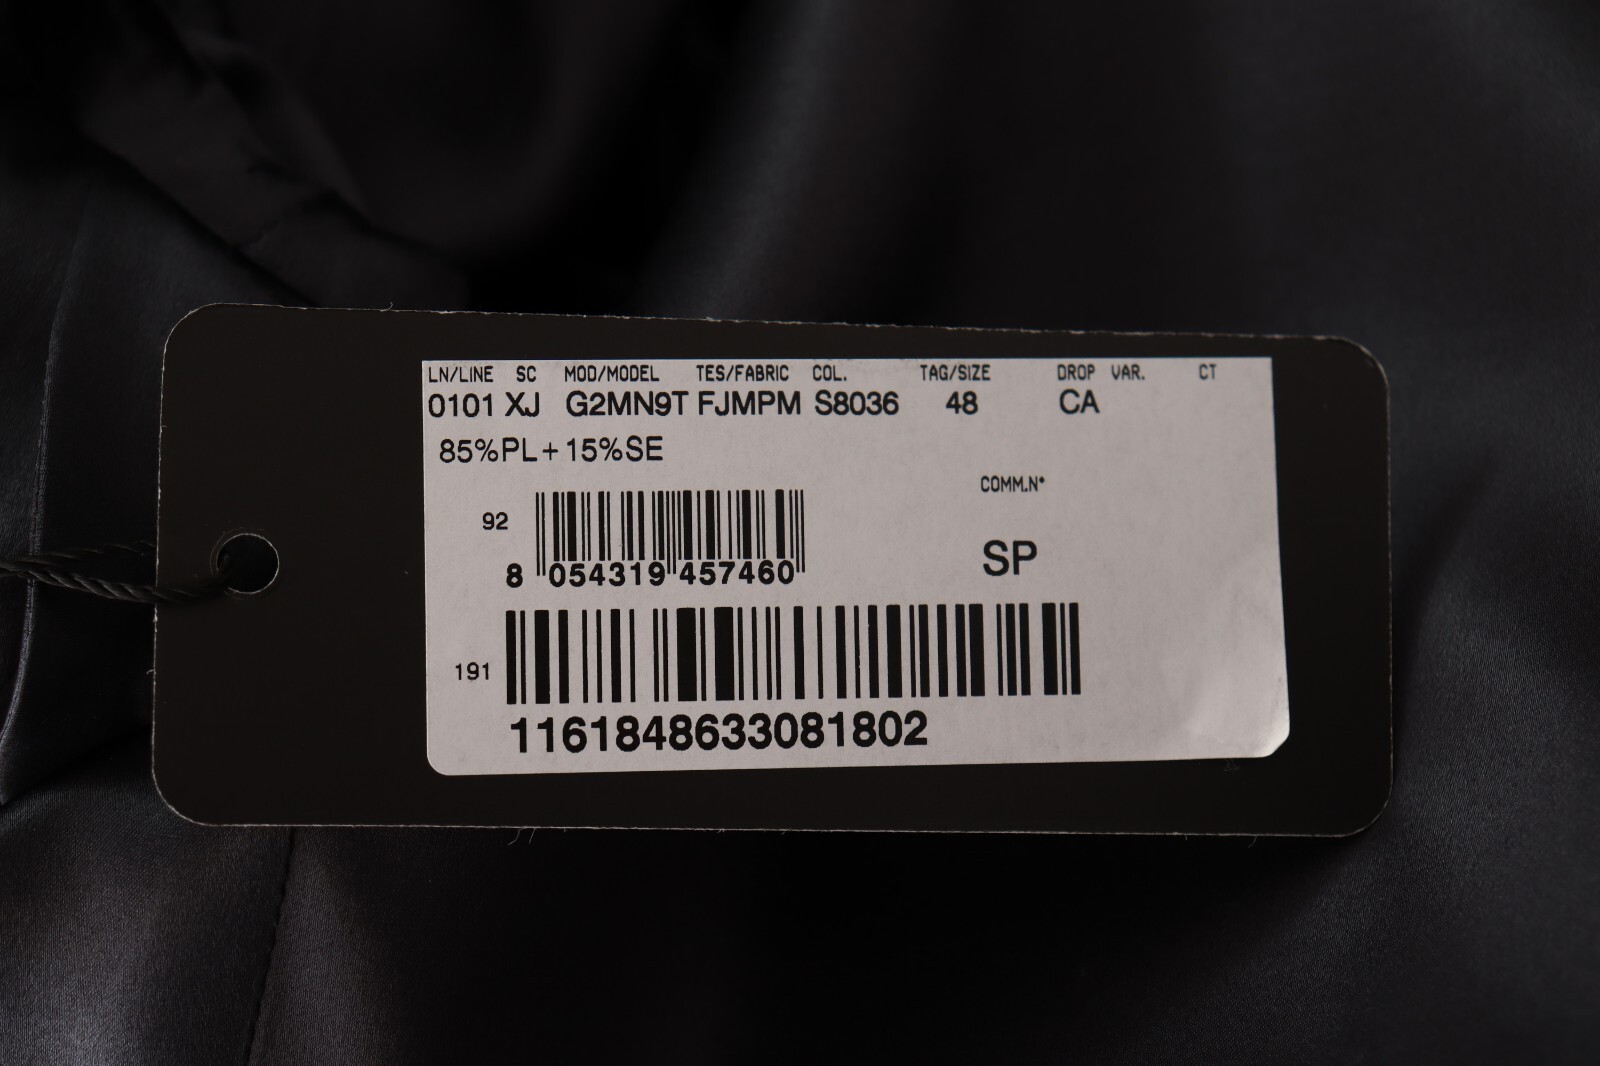 LN/LINE SC MOD/MODEL TES/FABRIC COL. TAG/SIZE DROP VAR. CT
0101 XJ G2MN9T FJMPM S8036 48 CA
85%PL+15%SE
COMM.N°
92
SP
8 054319 457460
191
1161848633081802